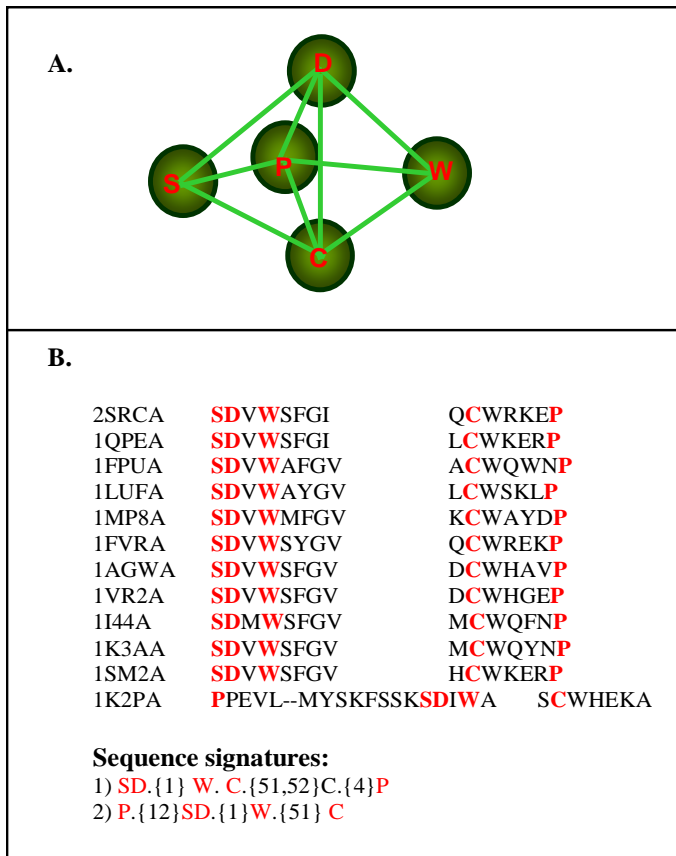 A.
D
P
S
W
C
B.
2SRCA SDVWSFGI QCWRKEP
1QPEA SDVWSFGI LCWKERP
1FPUA SDVWAFGV ACWQWNP
1LUFA SDVWAYGV LCWSKLP
1MP8A SDVWMFGV KCWAYDP
1FVRA SDVWSYGV QCWREKP
1AGWA SDVWSFGV DCWHAVP
1VR2A SDVWSFGV DCWHGEP
1I44A SDMWSFGV MCWQFNP
1K3AA SDVWSFGV MCWQYNP
1SM2A SDVWSFGV HCWKERP
1K2PA PPEVL--MYSKFSSKSDIWA SCWHEKA
Sequence signatures:
1) SD.{1} W. C.{51,52}C.{4}P
2) P.{12}SD.{1}W.{51} C